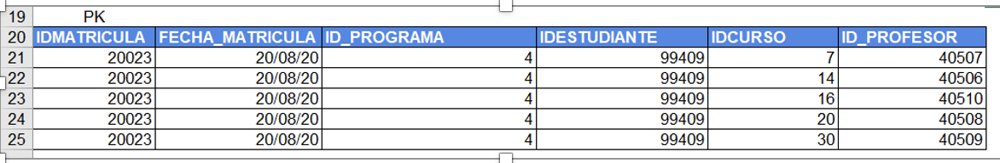 19 PK
20 IDMATRICULA FECHA_MATRICULA ID_PROGRAMA IDESTUDIANTE IDCURSO ID_PROFESOR
21 20023 20/08/20 4 99409 7 40507
22 20023 20/08/20 4 99409 14 40506
23 20023 20/08/20 4 99409 16 40510
24 20023 20/08/20 4 99409 20 40508
25 20023 20/08/20 4 99409 30 40509